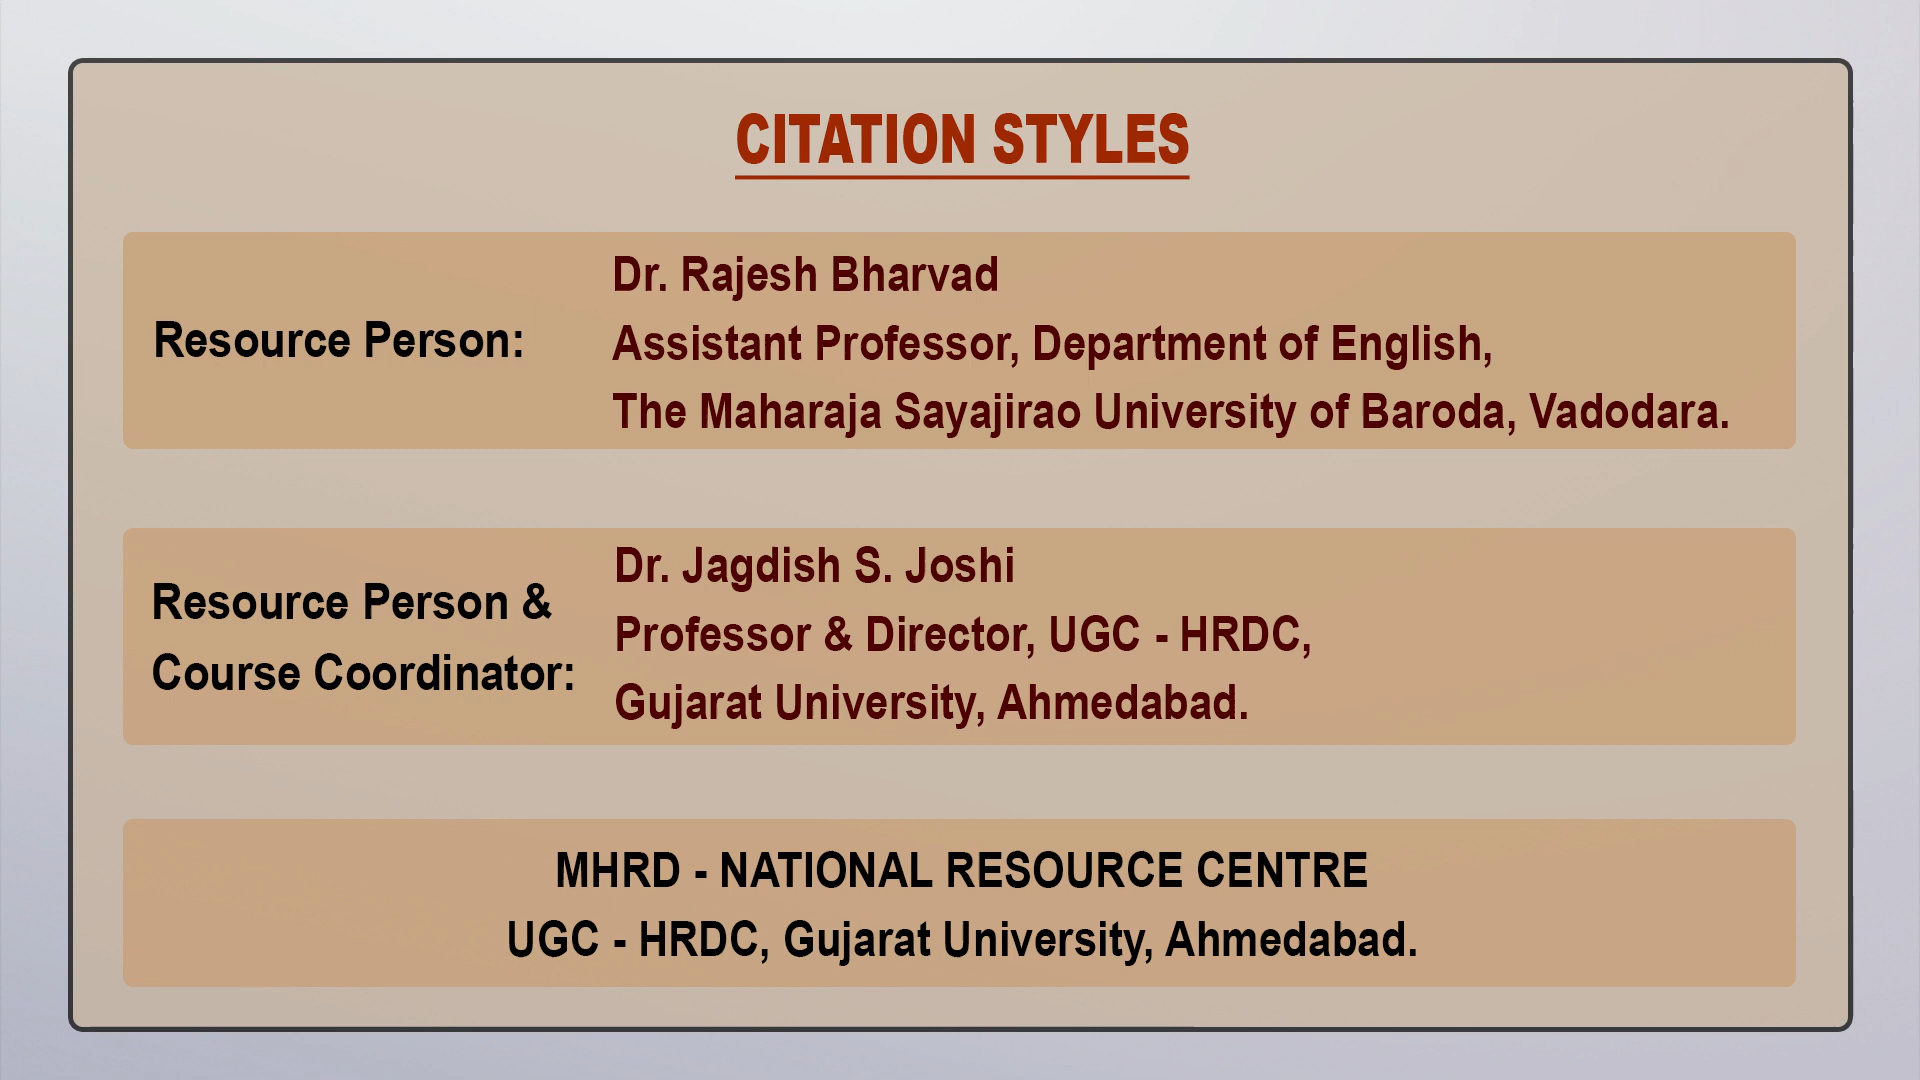 CITATION STYLES
Resource Person:
Dr. Rajesh Bharvad
Assistant Professor, Department of English,
The Maharaja Sayajirao University of Baroda, Vadodara.
Resource Person &
Course Coordinator:
Dr. Jagdish S. Joshi
Professor & Director, UGC - HRDC,
Gujarat University, Ahmedabad.
MHRD - NATIONAL RESOURCE CENTRE
UGC - HRDC, Gujarat University, Ahmedabad.